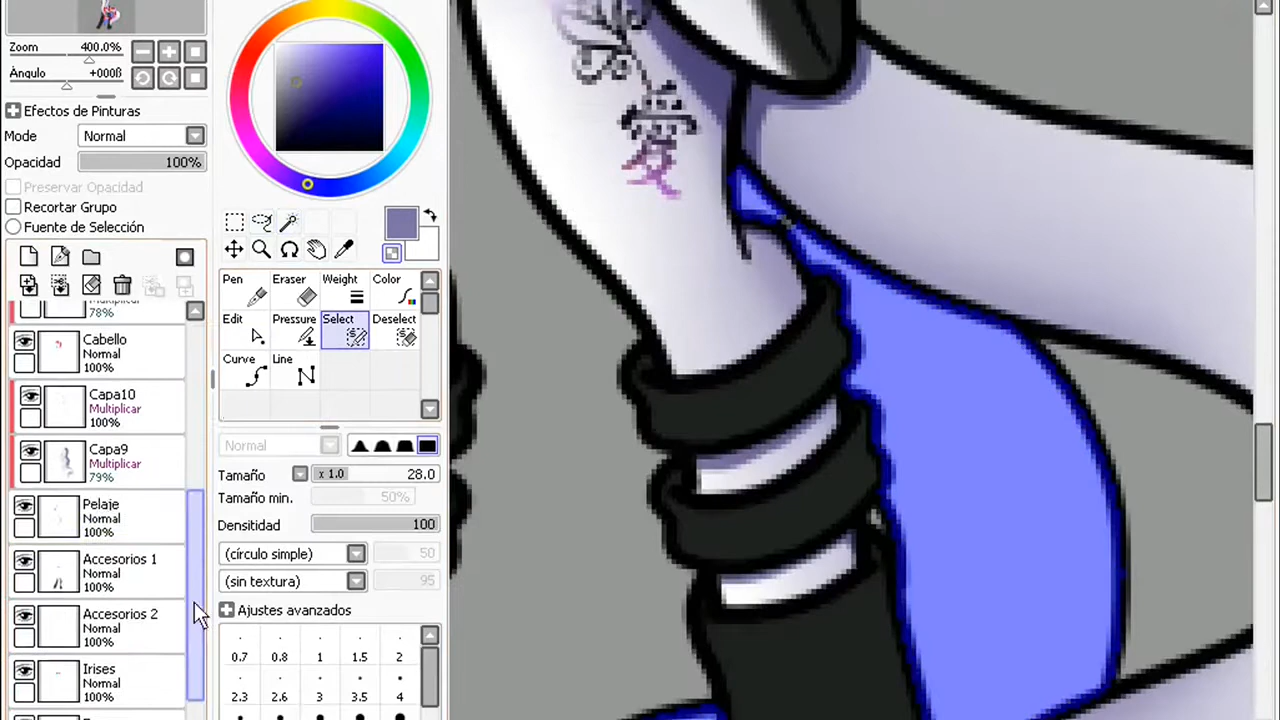 Zoom 400.0%
Ángulo +000ß
Efectos de Pinturas
Mode Normal
Opacidad 100%
Preservar Opacidad
Recortar Grupo
Fuente de Selección
Multiplicar
78%
Cabello
Normal
100%
Capa10
Multiplicar
100%
Capa9
Multiplicar
79%
Pelaje
Normal
100%
Accesorios 1
Normal
100%
Accesorios 2
Normal
100%
Irises
Normal
100%
Pen Eraser Weight Color
Edit Pressure Select Deselect
Curve Line
Normal
Tamaño x 1.0 28.0
Tamaño min. 50%
Densitidad 100
(círculo simple) 50
(sin textura) 95
Ajustes avanzados
0.7 0.8 1 1.5 2
2.3 2.6 3 3.5 4